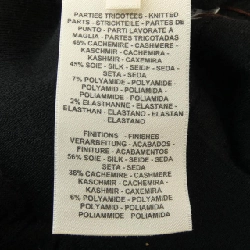 PARTIES TRICOTEES - KNITTED
PARTS - STRICKTEILE - PARTES DE
PUNTO - PARTI LAVORATE A
MAGLIA - PARTES TRICOTADAS
46% CACHEMIRE - CASHMERE -
KASCHMIR - CACHEMIRA -
KASHMIR - CAXEMIRA
45% SOIE - SILK - SEIDE - SEDA
SETA - SEDA
7% POLYAMIDE - POLYAMIDE
POLYAMID - POLIAMIDA
POLIAMMIDE - POLIAMIDA
2% ELASTHANNE - ELASTANE -
ELASTHAN - ELASTANO - ELASTAN
ELASTANO
FINITIONS - FINISHES
VERARBEITUNG - ACABADOS -
FINITURE - ACABAMENTOS
56% SOIE - SILK - SEIDE - SEDA
SETA - SEDA
38% CACHEMIRE - CASHMERE
KASCHMIR - CACHEMIRA
KASHMIR - CAXEMIRA
6% POLYAMIDE - POLYAMIDE
POLYAMID - POLIAMIDA
POLIAMMIDE POLIAMIDA